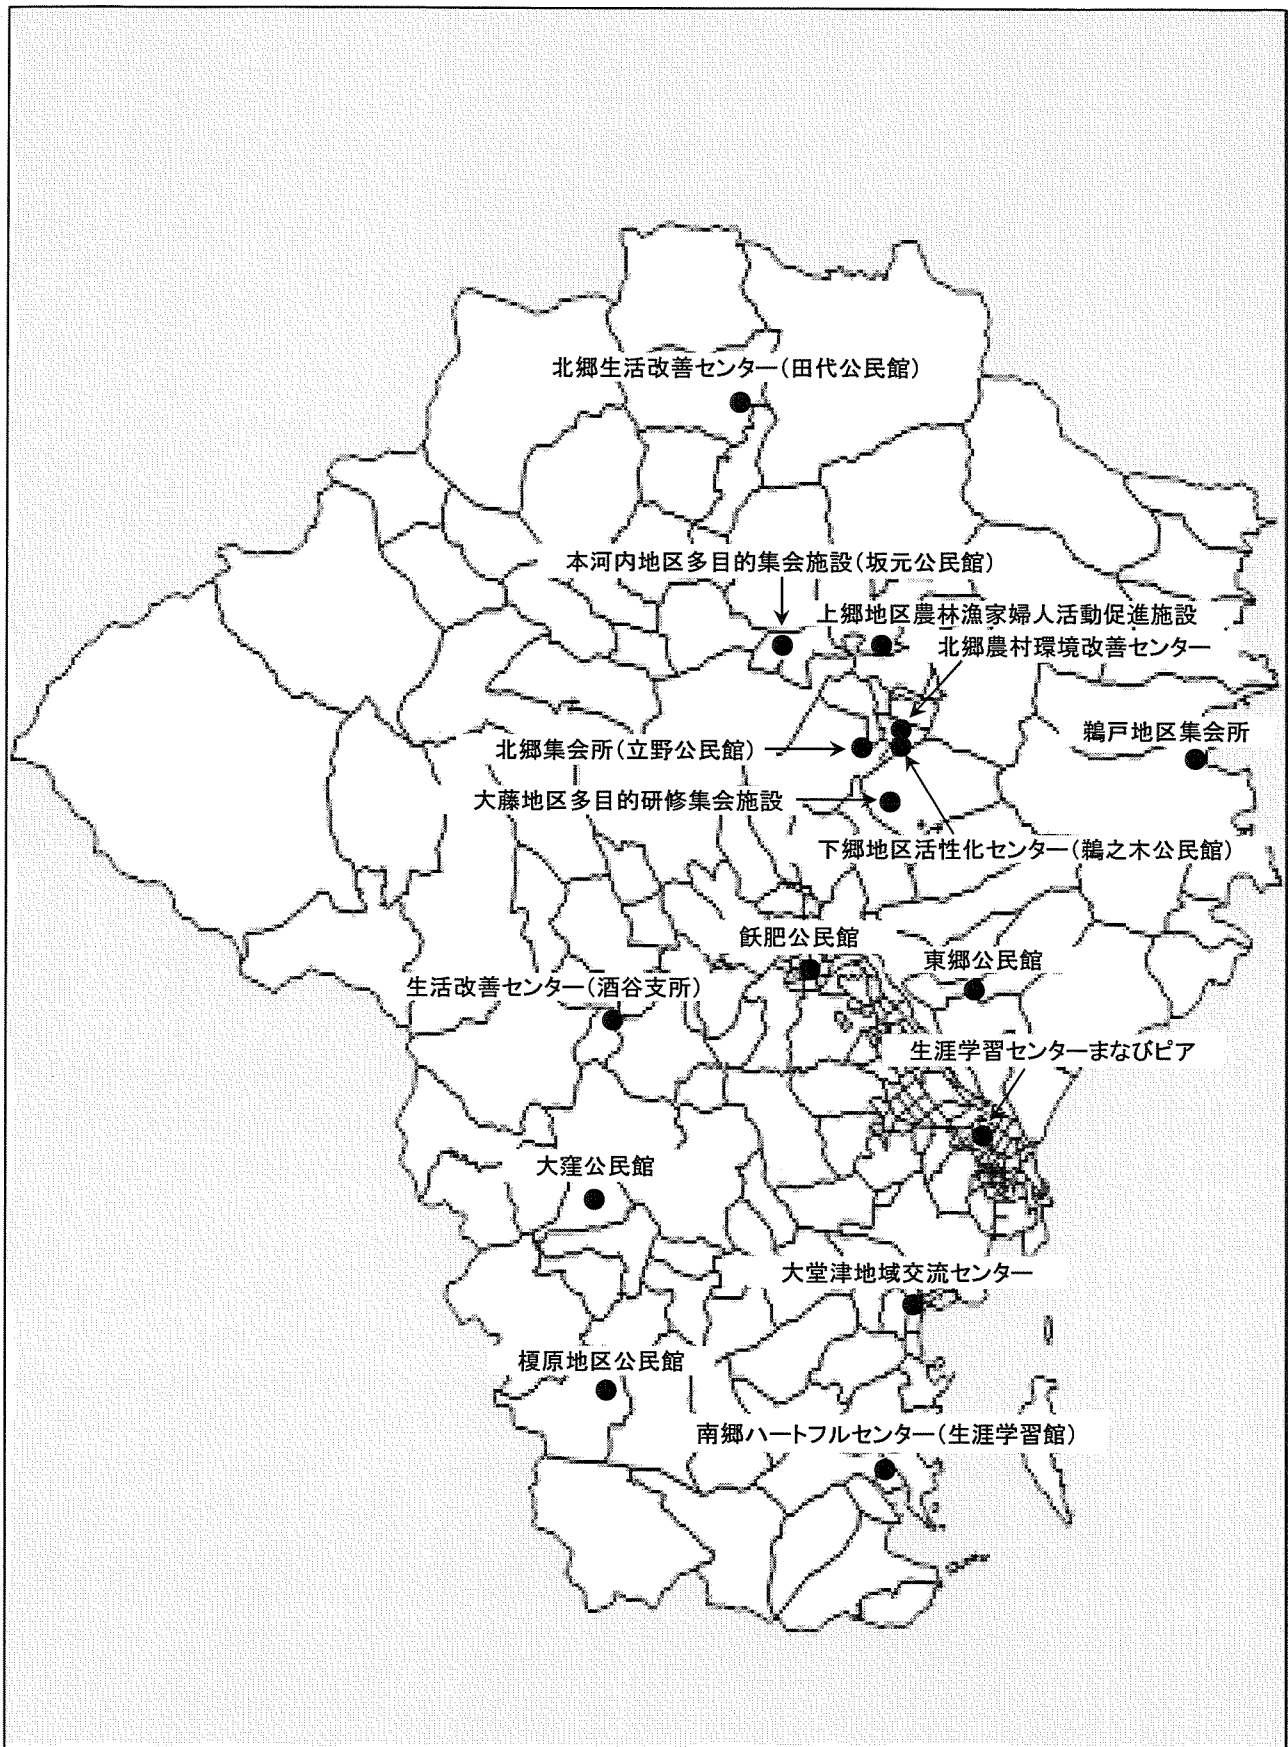 北郷生活改善センター(田代公民館)
本河内地区多目的集会施設(坂元公民館)
上郷地区農林漁家婦人活動促進施設
北郷農村環境改善センター
鵜戸地区集会所
北郷集会所(立野公民館)
大藤地区多目的研修集会施設
下郷地区活性化センター(鵜之木公民館)
飫肥公民館
東郷公民館
生活改善センター(酒谷支所)
生涯学習センターまなびピア
大窪公民館
大堂津地域交流センター
榎原地区公民館
南郷ハートフルセンター(生涯学習館)